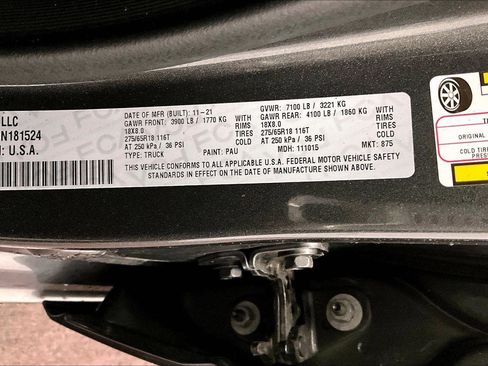 LLC
N181524
: U.S.A.
DATE OF MFR (BUILT): 11-21
GVWR: 7100 LB / 3221 KG
GAWR FRONT: 3900 LB / 1770 KG WITH
GAWR REAR: 4100 LB / 1860 KG WITH
18X8.0 RIMS
18X8.0 RIMS
275/65R18 116T TIRES
275/65R18 116T TIRES
AT 250 kPa / 36 PSI COLD
AT 250 kPa / 36 PSI COLD
TYPE: TRUCK PAINT: PAU MDH: 111015 MKT: 875
THIS VEHICLE CONFORMS TO ALL APPLICABLE U.S.A. FEDERAL MOTOR VEHICLE SAFETY
STANDARDS IN EFFECT ON THE DATE OF MANUFACTURE SHOWN ABOVE.
ORIGINAL
COLD TIRE
PRES